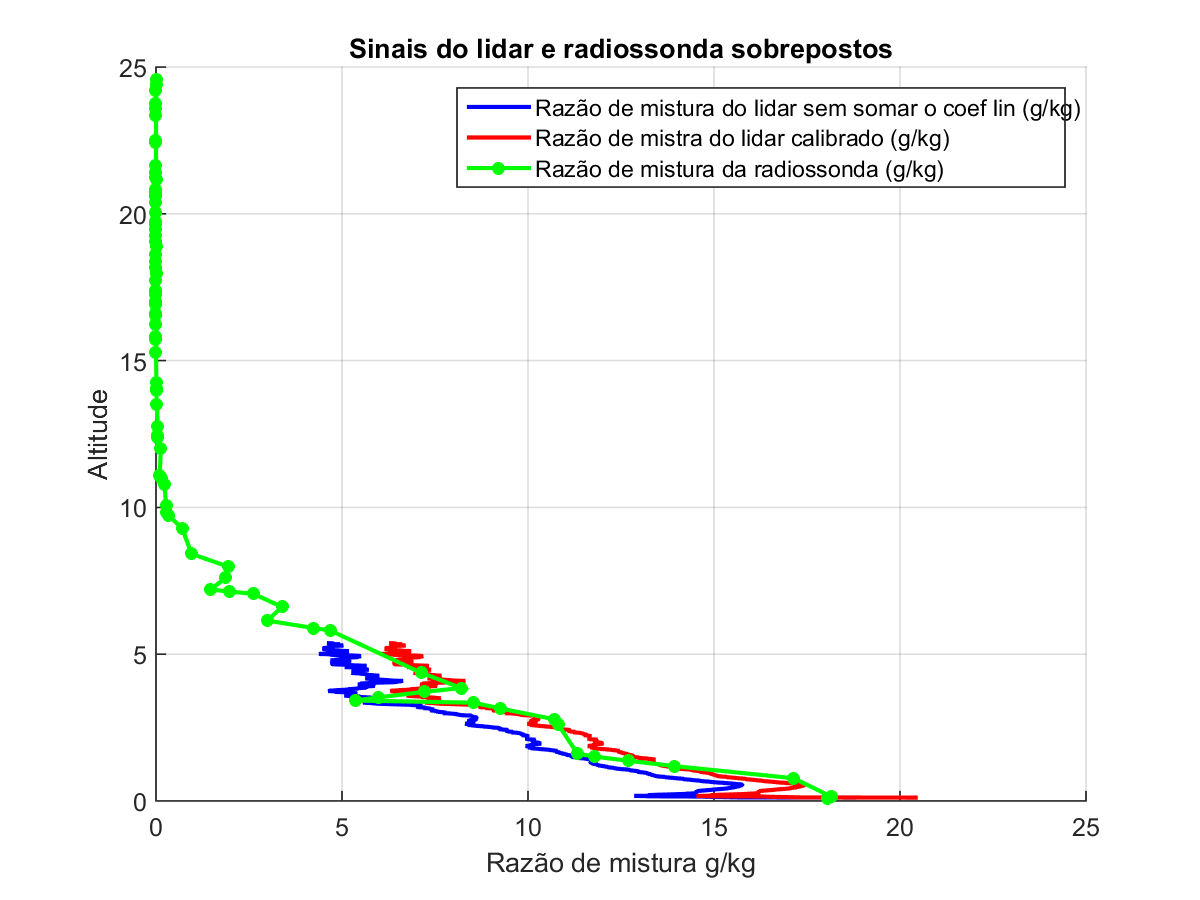 Sinais do lidar e radiossonda sobrepostos
25
Razão de mistura do lidar sem somar o coef lin (g/kg)
Razão de mistra do lidar calibrado (g/kg)
Razão de mistura da radiossonda (g/kg)
20
15
Altitude
10
5
0
0 5 10 15 20 25
Razão de mistura g/kg